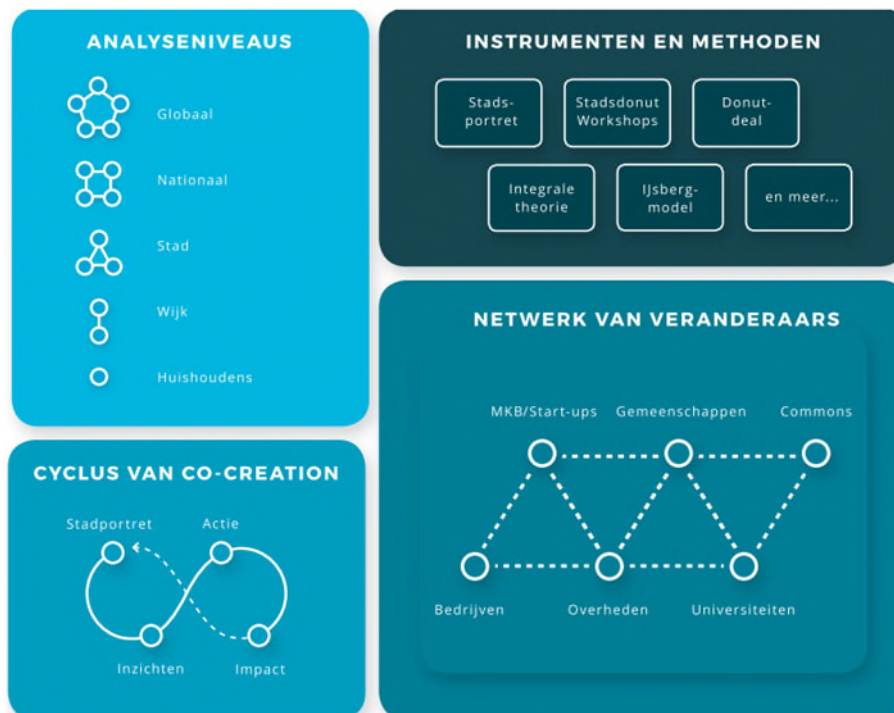 ANALYSENIVEAUS
Globaal
Nationaal
Stad
Wijk
Huishoudens
INSTRUMENTEN EN METHODEN
Stads-
portret
Stadsdonut
Workshops
Donut-
deal
Integrale
theorie
IJsberg-
model
en meer...
CYCLUS VAN CO-CREATION
Stadportret
Actie
Inzichten
Impact
NETWERK VAN VERANDERAARS
MKB/Start-ups
Gemeenschappen
Commons
Bedrijven
Overheden
Universiteiten